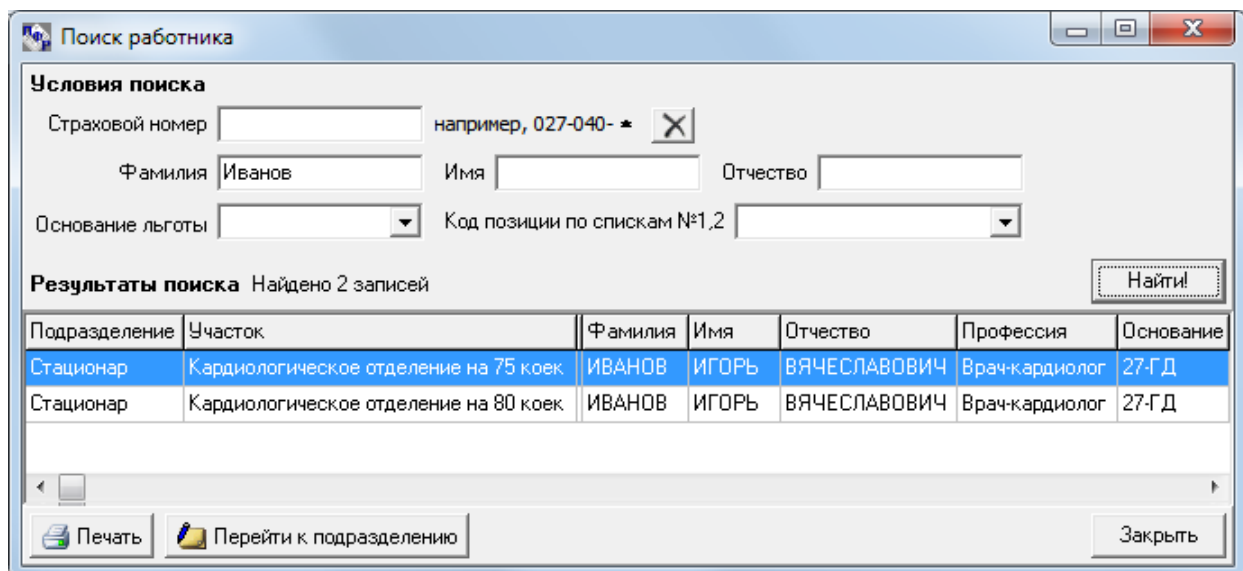 Поиск работника
Условия поиска
Страховой номер например, 027-040- *
Фамилия Иванов Имя Отчество
Основание льготы Код позиции по спискам №1,2
Результаты поиска Найдено 2 записей Найти!
Подразделение Участок Фамилия Имя Отчество Профессия Основание
Стационар Кардиологическое отделение на 75 коек ИВАНОВ ИГОРЬ ВЯЧЕСЛАВОВИЧ Врач-кардиолог 27-ГД
Стационар Кардиологическое отделение на 80 коек ИВАНОВ ИГОРЬ ВЯЧЕСЛАВОВИЧ Врач-кардиолог 27-ГД
Печать Перейти к подразделению Закрыть